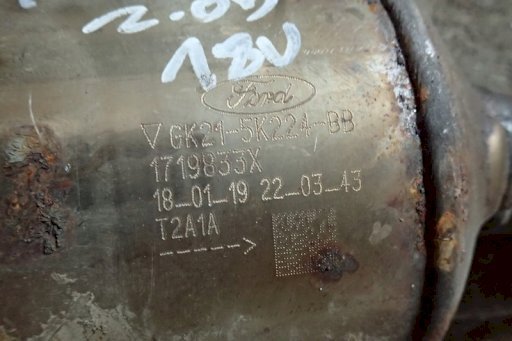 18V
Ford
▽ GK21-5K224-BB
1719833X
18_01_19 22_03_43
T2A1A
----->